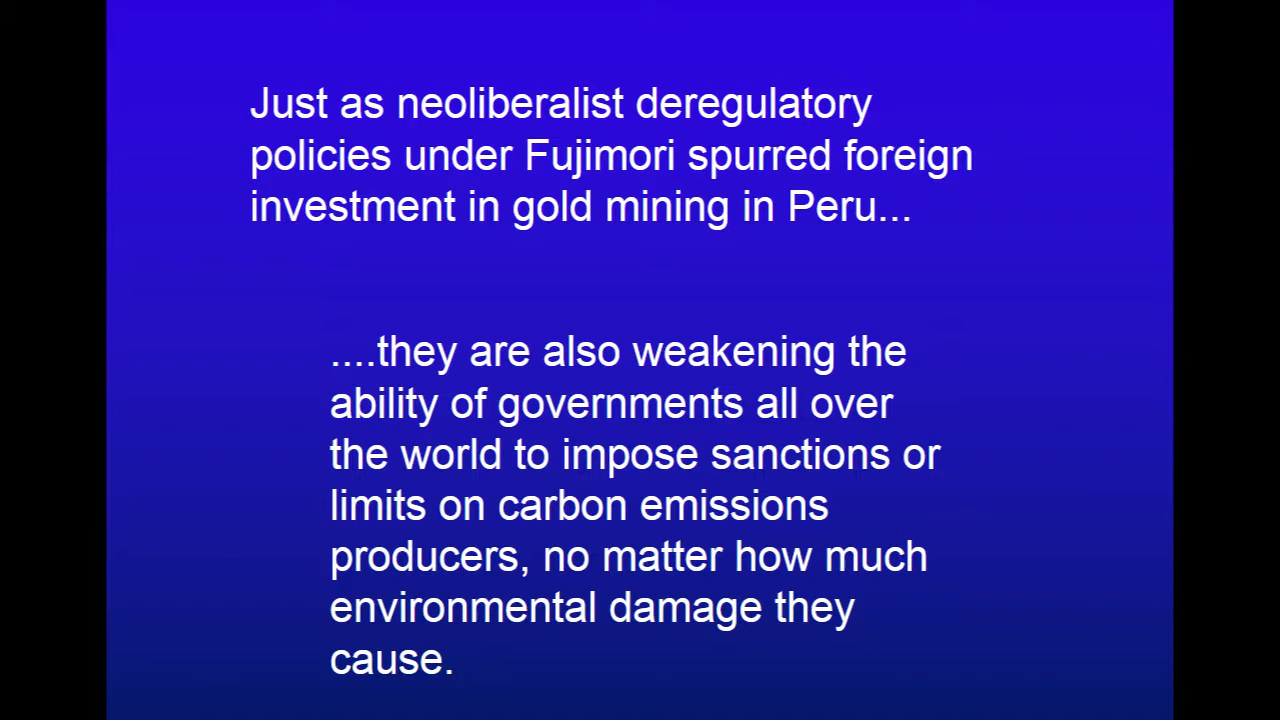 Just as neoliberalist deregulatory
policies under Fujimori spurred foreign
investment in gold mining in Peru...
....they are also weakening the
ability of governments all over
the world to impose sanctions or
limits on carbon emissions
producers, no matter how much
environmental damage they
cause.